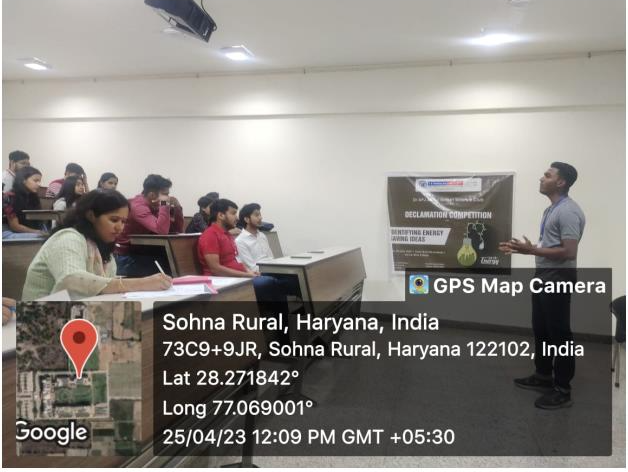 DECLAMATION COMPETITION
IDENTIFYING ENERGY
SAVING IDEAS
Energy
GPS Map Camera
Sohna Rural, Haryana, India
73C9+9JR, Sohna Rural, Haryana 122102, India
Lat 28.271842°
Long 77.069001°
25/04/23 12:09 PM GMT +05:30
Google